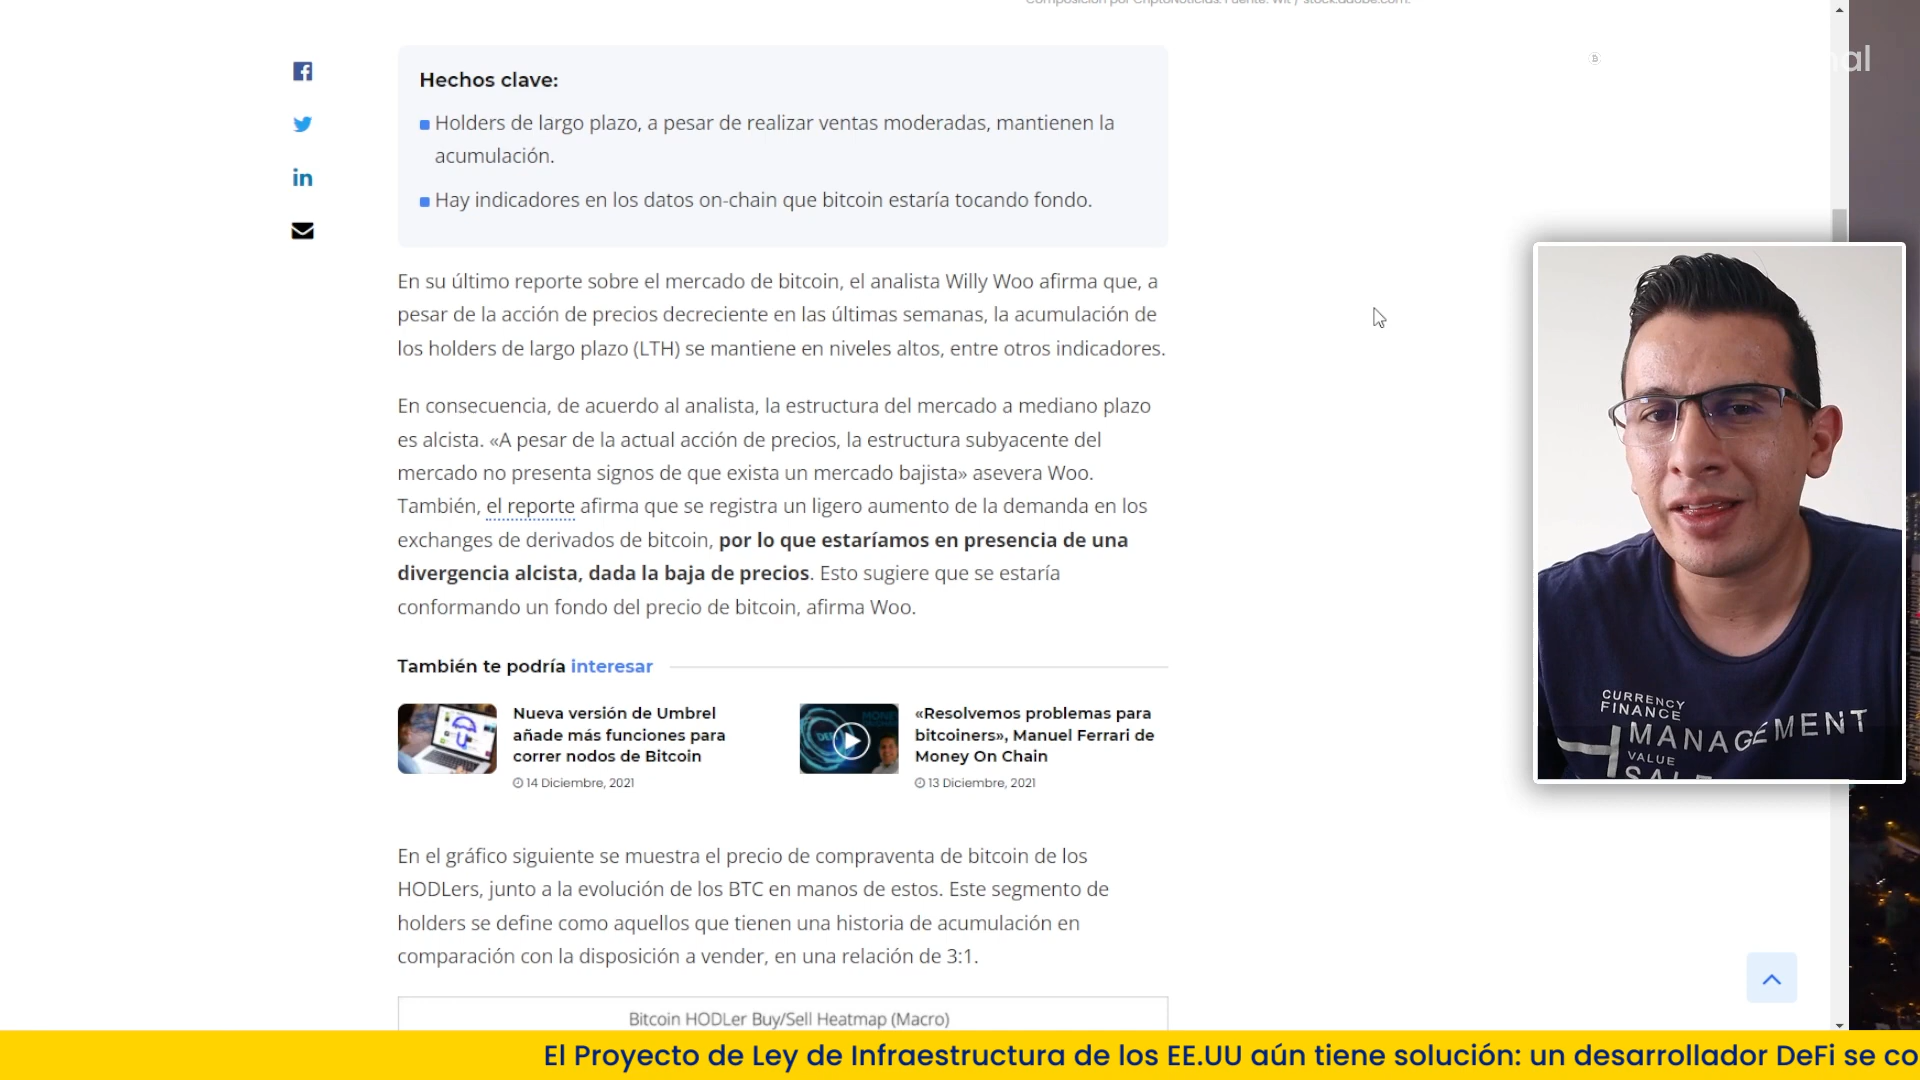 Composición por CriptoNoticias. Fuente: Wit / stock.adobe.com.
nal
Hechos clave:
Holders de largo plazo, a pesar de realizar ventas moderadas, mantienen la
acumulación.
Hay indicadores en los datos on-chain que bitcoin estaría tocando fondo.
En su último reporte sobre el mercado de bitcoin, el analista Willy Woo afirma que, a
pesar de la acción de precios decreciente en las últimas semanas, la acumulación de
los holders de largo plazo (LTH) se mantiene en niveles altos, entre otros indicadores.
En consecuencia, de acuerdo al analista, la estructura del mercado a mediano plazo
es alcista. «A pesar de la actual acción de precios, la estructura subyacente del
mercado no presenta signos de que exista un mercado bajista» asevera Woo.
También, el reporte afirma que se registra un ligero aumento de la demanda en los
exchanges de derivados de bitcoin, por lo que estaríamos en presencia de una
divergencia alcista, dada la baja de precios. Esto sugiere que se estaría
conformando un fondo del precio de bitcoin, afirma Woo.
También te podría interesar
Nueva versión de Umbrel
añade más funciones para
correr nodos de Bitcoin
14 Diciembre, 2021
«Resolvemos problemas para
bitcoiners», Manuel Ferrari de
Money On Chain
13 Diciembre, 2021
En el gráfico siguiente se muestra el precio de compraventa de bitcoin de los
HODLers, junto a la evolución de los BTC en manos de estos. Este segmento de
holders se define como aquellos que tienen una historia de acumulación en
comparación con la disposición a vender, en una relación de 3:1.
Bitcoin HODLer Buy/Sell Heatmap (Macro)
CURRENCY
FINANCE
MANAGEMENT
VALUE
El Proyecto de Ley de Infraestructura de los EE.UU aún tiene solución: un desarrollador DeFi se co